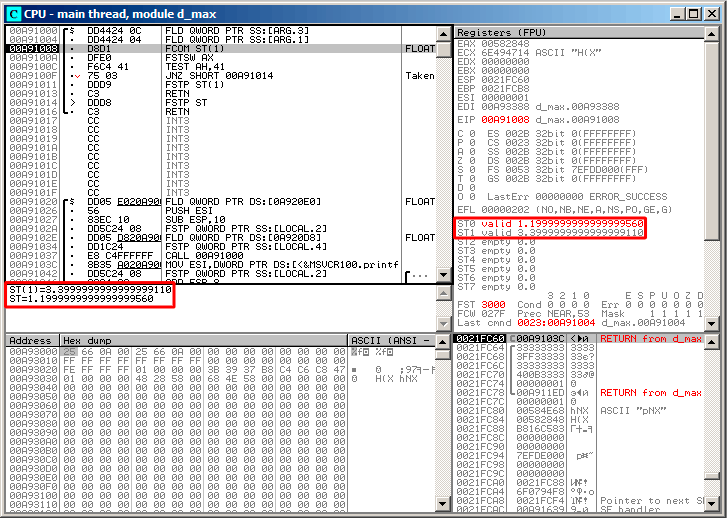 C CPU - main thread, module d_max
00A91000 DD4424 0C FLD QWORD PTR SS:[ARG.3]
00A91004 DD4424 04 FLD QWORD PTR SS:[ARG.1]
00A91008 D8D1 FCOM ST(1) FLOAT
00A9100A DFE0 FSTSW AX
00A9100C F6C4 41 TEST AH,41
00A9100F 75 03 JNZ SHORT 00A91014 Taken
00A91011 DDD9 FSTP ST(1)
00A91013 C3 RETN
00A91014 DDD8 FSTP ST
00A91016 C3 RETN
00A91017 CC INT3
00A91018 CC INT3
00A91019 CC INT3
00A9101A CC INT3
00A9101B CC INT3
00A9101C CC INT3
00A9101D CC INT3
00A9101E CC INT3
00A9101F CC INT3
00A91020 DD05 E020A900 FLD QWORD PTR DS:[0A920E0] FLOAT
00A91026 56 PUSH ESI
00A91027 83EC 10 SUB ESP,10
00A9102A DD5C24 08 FSTP QWORD PTR SS:[LOCAL.2] FLOAT
00A9102E DD05 D820A900 FLD QWORD PTR DS:[0A920D8] FLOAT
00A91034 DD1C24 FSTP QWORD PTR SS:[LOCAL.4] FLOAT
00A91037 E8 C4FFFFFF CALL 00A91000
MOV ESI,DWORD PTR DS:[<&MSVCR100.printf
00A91042 DD5C24 08 FSTP QWORD PTR SS:[LOCAL.2]
ST(1)=3.3999999999999999110
ST=1.1999999999999999560
Registers (FPU)
EAX 00582848
ECX 6E494714 ASCII "H(X"
EDX 00000000
EBX 00000000
ESP 0021FC60
EBP 0021FCB8
ESI 00000001
EDI 00A93388 d_max.00A93388
EIP 00A91008 d_max.00A91008
C 0 ES 002B 32bit 0(FFFFFFFF)
P 0 CS 0023 32bit 0(FFFFFFFF)
A 0 SS 002B 32bit 0(FFFFFFFF)
Z 0 DS 002B 32bit 0(FFFFFFFF)
S 0 FS 0053 32bit 7EFDD000(FFF)
T 0 GS 002B 32bit 0(FFFFFFFF)
D 0
O 0 LastErr 00000000 ERROR_SUCCESS
EFL 00000202 (NO,NB,NE,A,NS,PO,GE,G)
ST0 valid 1.1999999999999999560
ST1 valid 3.3999999999999999110
ST2 empty 0.0
ST3 empty 0.0
ST4 empty 0.0
ST5 empty 0.0
ST6 empty 0.0
ST7 empty 0.0
3 2 1 0 E S P U O Z D
FST 3000 Cond 0 0 0 0 Err 0 0 0 0 0 0
FCW 027F Prec NEAR,53 Mask 1 1 1 1 1
Last cmnd 0023:00A91004 d_max.00A91004
Address Hex dump ASCII (ANSI -
00A93000 25 66 0A 00 25 66 0A 00 00 00 00 00 00 00 00 00
00A93010 FF FF FF FF FF FF FF FF 00 00 00 00 00 00 00 00
00A93020 FE FF FF FF 01 00 00 00 3B 39 37 B8 C4 C6 C8 47
00A93030 01 00 00 00 48 28 58 00 68 4E 58 00 00 00 00 00
0021FC60 00A9103C RETURN from d_max
0021FC64 33333333 3333
0021FC68 3FF33333 33e?
0021FC6C 33333333 3333
0021FC70 400B3333
0021FC74 00000001
0021FC78 00A911ED RETURN from d_max
0021FC7C 00000001
0021FC80 00584E68 hNX ASCII "pNX"
0021FC84 00582848 H(X
0021FC88 B816C583
0021FC8C 00000000
0021FC90 00000000
0021FC94 7EFDE000
0021FC98 00000000
0021FC9C 00000000
Pointer to next SE
SE handler